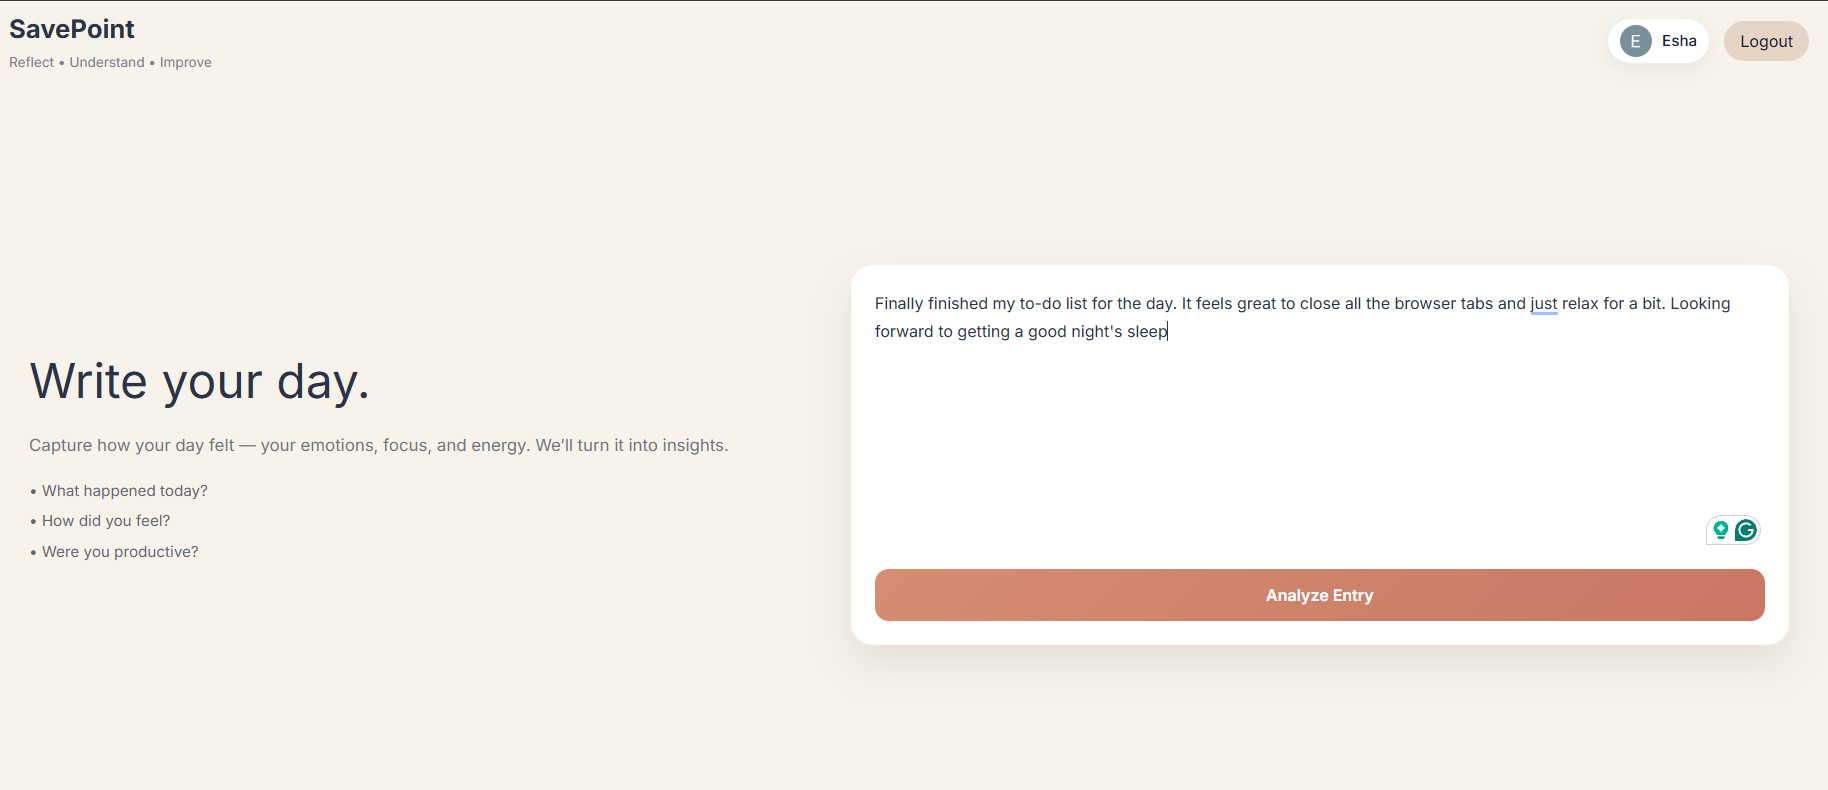 SavePoint
Reflect • Understand • Improve
E
Esha
Logout
Write your day.
Capture how your day felt — your emotions, focus, and energy. We’ll turn it into insights.
• What happened today?
• How did you feel?
• Were you productive?
Finally finished my to-do list for the day. It feels great to close all the browser tabs and just relax for a bit. Looking
forward to getting a good night's sleep
Analyze Entry